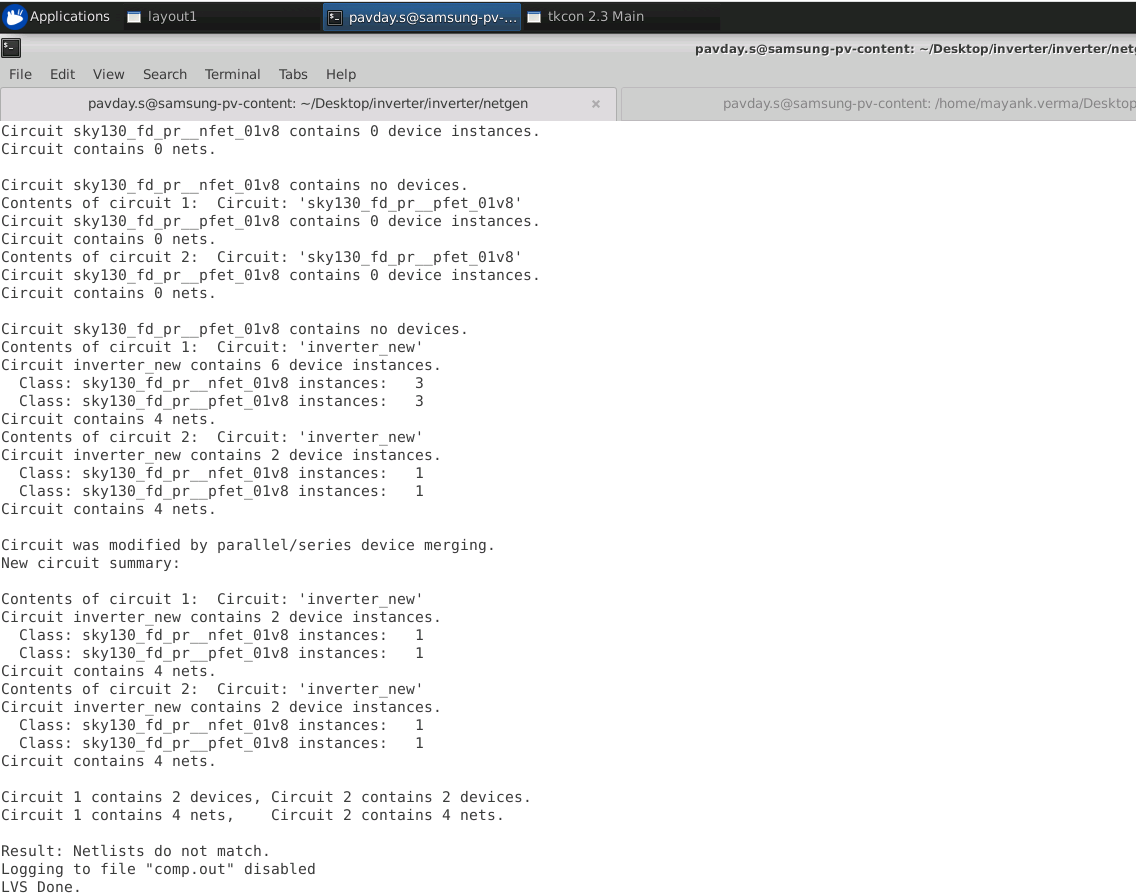 Applications
layout1
pavday.s@samsung-pv-...
tkcon 2.3 Main
pavday.s@samsung-pv-content: ~/Desktop/inverter/inverter/netg
File Edit View Search Terminal Tabs Help
pavday.s@samsung-pv-content: ~/Desktop/inverter/inverter/netgen ×
pavday.s@samsung-pv-content: /home/mayank.verma/Desktop
Circuit sky130_fd_pr__nfet_01v8 contains 0 device instances.
Circuit contains 0 nets.
Circuit sky130_fd_pr__nfet_01v8 contains no devices.
Contents of circuit 1:  Circuit: 'sky130_fd_pr__pfet_01v8'
Circuit sky130_fd_pr__pfet_01v8 contains 0 device instances.
Circuit contains 0 nets.
Contents of circuit 2:  Circuit: 'sky130_fd_pr__pfet_01v8'
Circuit sky130_fd_pr__pfet_01v8 contains 0 device instances.
Circuit contains 0 nets.
Circuit sky130_fd_pr__pfet_01v8 contains no devices.
Contents of circuit 1:  Circuit: 'inverter_new'
Circuit inverter_new contains 6 device instances.
  Class: sky130_fd_pr__nfet_01v8 instances:   3
  Class: sky130_fd_pr__pfet_01v8 instances:   3
Circuit contains 4 nets.
Contents of circuit 2:  Circuit: 'inverter_new'
Circuit inverter_new contains 2 device instances.
  Class: sky130_fd_pr__nfet_01v8 instances:   1
  Class: sky130_fd_pr__pfet_01v8 instances:   1
Circuit contains 4 nets.
Circuit was modified by parallel/series device merging.
New circuit summary:
Contents of circuit 1:  Circuit: 'inverter_new'
Circuit inverter_new contains 2 device instances.
  Class: sky130_fd_pr__nfet_01v8 instances:   1
  Class: sky130_fd_pr__pfet_01v8 instances:   1
Circuit contains 4 nets.
Contents of circuit 2:  Circuit: 'inverter_new'
Circuit inverter_new contains 2 device instances.
  Class: sky130_fd_pr__nfet_01v8 instances:   1
  Class: sky130_fd_pr__pfet_01v8 instances:   1
Circuit contains 4 nets.
Circuit 1 contains 2 devices, Circuit 2 contains 2 devices.
Circuit 1 contains 4 nets,    Circuit 2 contains 4 nets.
Result: Netlists do not match.
Logging to file "comp.out" disabled
LVS Done.